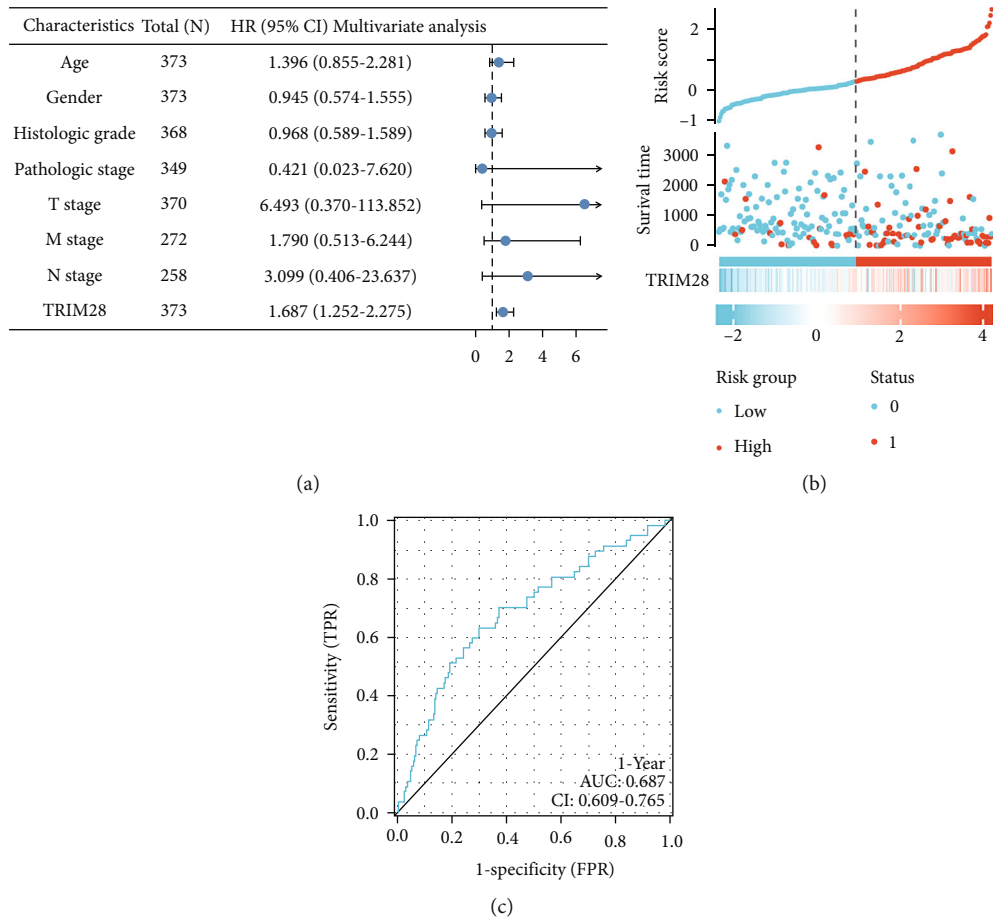 Characteristics Total (N) HR (95% CI) Multivariate analysis
Age 373 1.396 (0.855-2.281)
Gender 373 0.945 (0.574-1.555)
Histologic grade 368 0.968 (0.589-1.589)
Pathologic stage 349 0.421 (0.023-7.620)
T stage 370 6.493 (0.370-113.852)
M stage 272 1.790 (0.513-6.244)
N stage 258 3.099 (0.406-23.637)
TRIM28 373 1.687 (1.252-2.275)
0 2 4 6
(a)
Risk score
2
0
−1
Surival time
3000
2000
1000
0
TRIM28
−2 0 2 4
Risk group Status
Low 0
High 1
(b)
Sensitivity (TPR)
1.0
0.8
0.6
0.4
0.2
0.0
1-Year
AUC: 0.687
CI: 0.609-0.765
0.0 0.2 0.4 0.6 0.8 1.0
1-specificity (FPR)
(c)